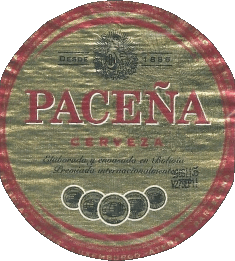 DESDE 1886
PACEÑA
CERVEZA
Elaborada y envasada en Bolivia
Premiada internacionalmente